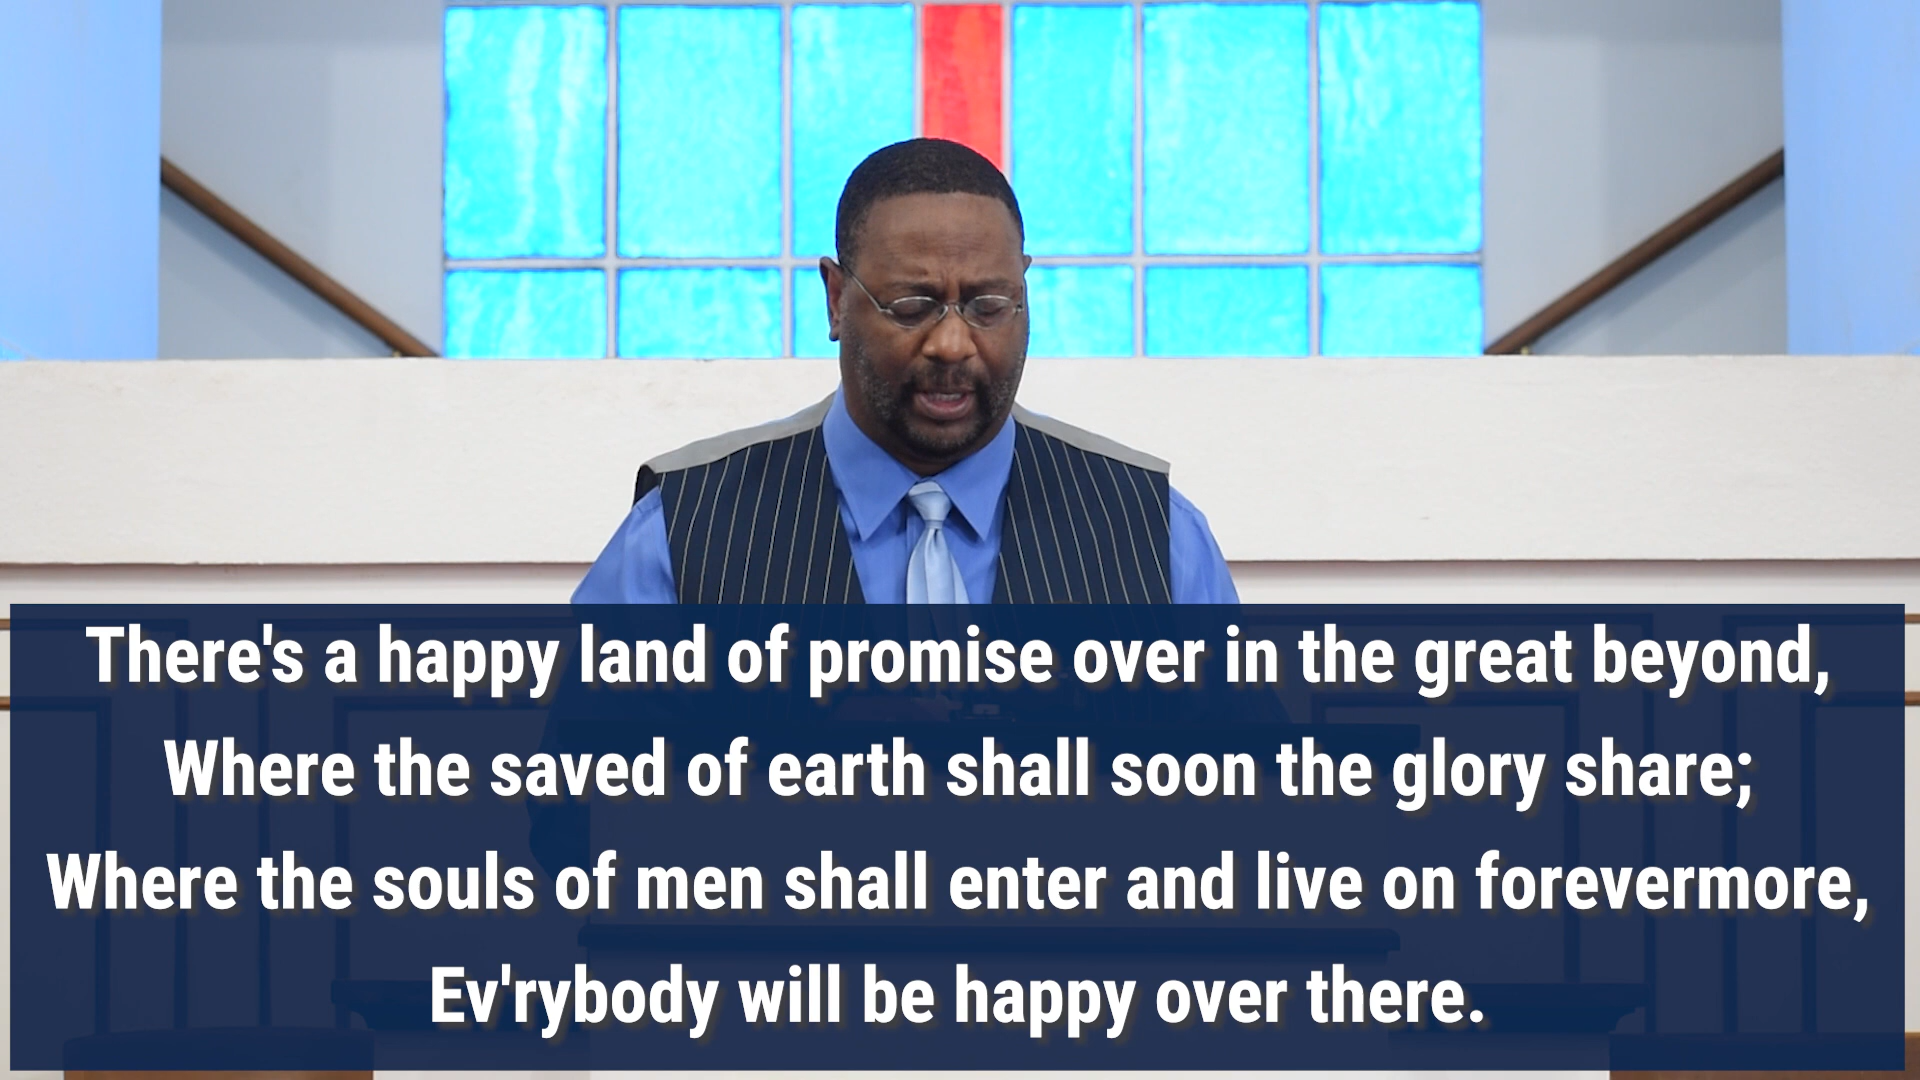 There's a happy land of promise over in the great beyond,
Where the saved of earth shall soon the glory share;
Where the souls of men shall enter and live on forevermore,
Ev'rybody will be happy over there.